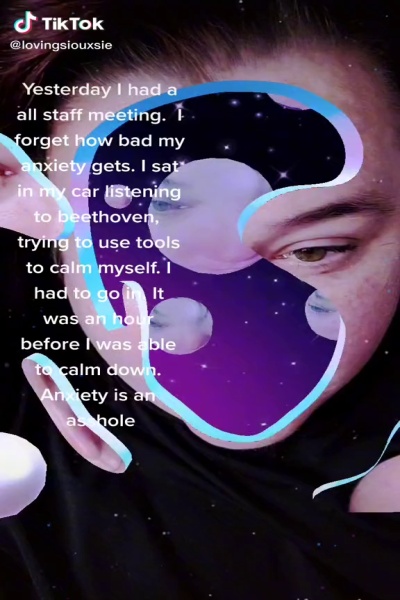 TikTok
@lovingsiouxsie
Yesterday I had a
all staff meeting. I
forget how bad my
anxiety gets. I sat
in my car listening
to beethoven,
trying to use tools
to calm myself. I
had to go in. It
was an hour
before I was able
to calm down.
Anxiety is an
asshole